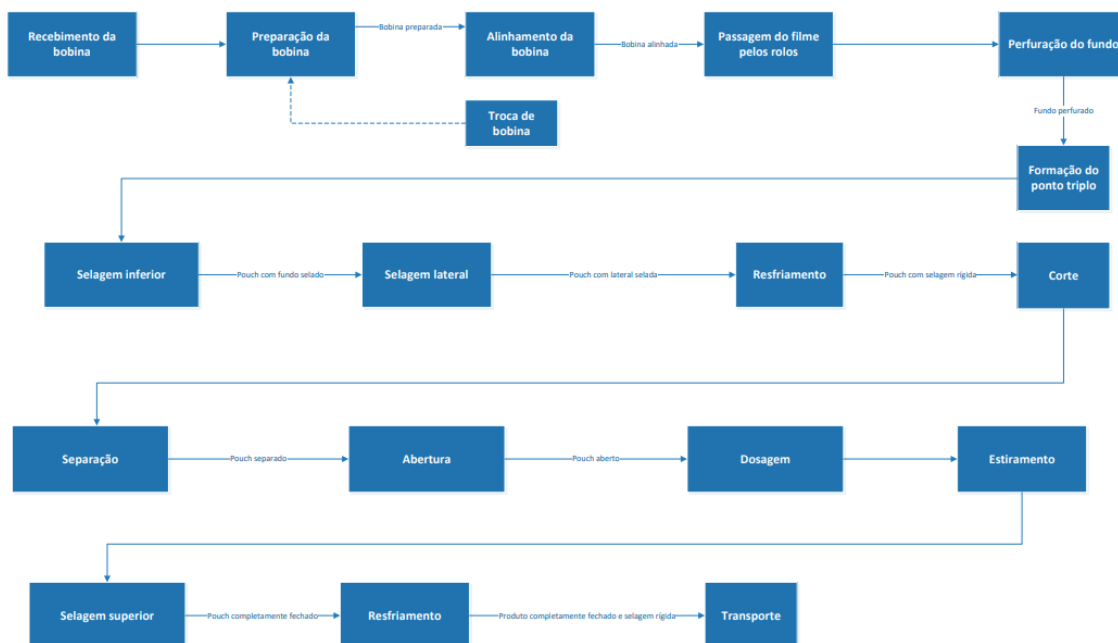 Recebimento da
bobina
Preparação da
bobina
Bobina preparada
Alinhamento da
bobina
Bobina alinhada
Passagem do filme
pelos rolos
Perfuração do fundo
Troca de
bobina
Fundo perfurado
Formação do
ponto triplo
Selagem inferior
Pouch com fundo selado
Selagem lateral
Pouch com lateral selada
Resfriamento
Pouch com selagem rígida
Corte
Separação
Pouch separado
Abertura
Pouch aberto
Dosagem
Estiramento
Selagem superior
Pouch completamente fechado
Resfriamento
Produto completamente fechado e selagem rígida
Transporte